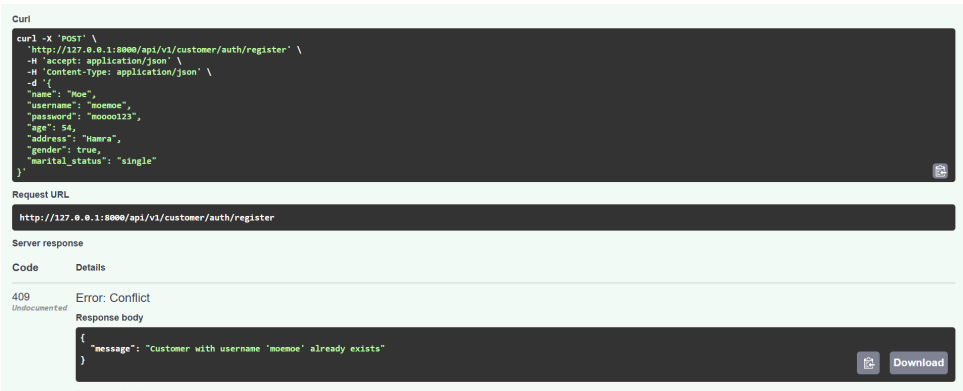 Curl
curl -X 'POST' \
  'http://127.0.0.1:8000/api/v1/customer/auth/register' \
  -H 'accept: application/json' \
  -H 'Content-Type: application/json' \
  -d '{
  "name": "Moe",
  "username": "moemoe",
  "password": "moooo123",
  "age": 54,
  "address": "Hamra",
  "gender": true,
  "marital_status": "single"
}'
Request URL
http://127.0.0.1:8000/api/v1/customer/auth/register
Server response
Code Details
409 Error: Conflict
Undocumented
Response body
{
  "message": "Customer with username 'moemoe' already exists"
}
Download